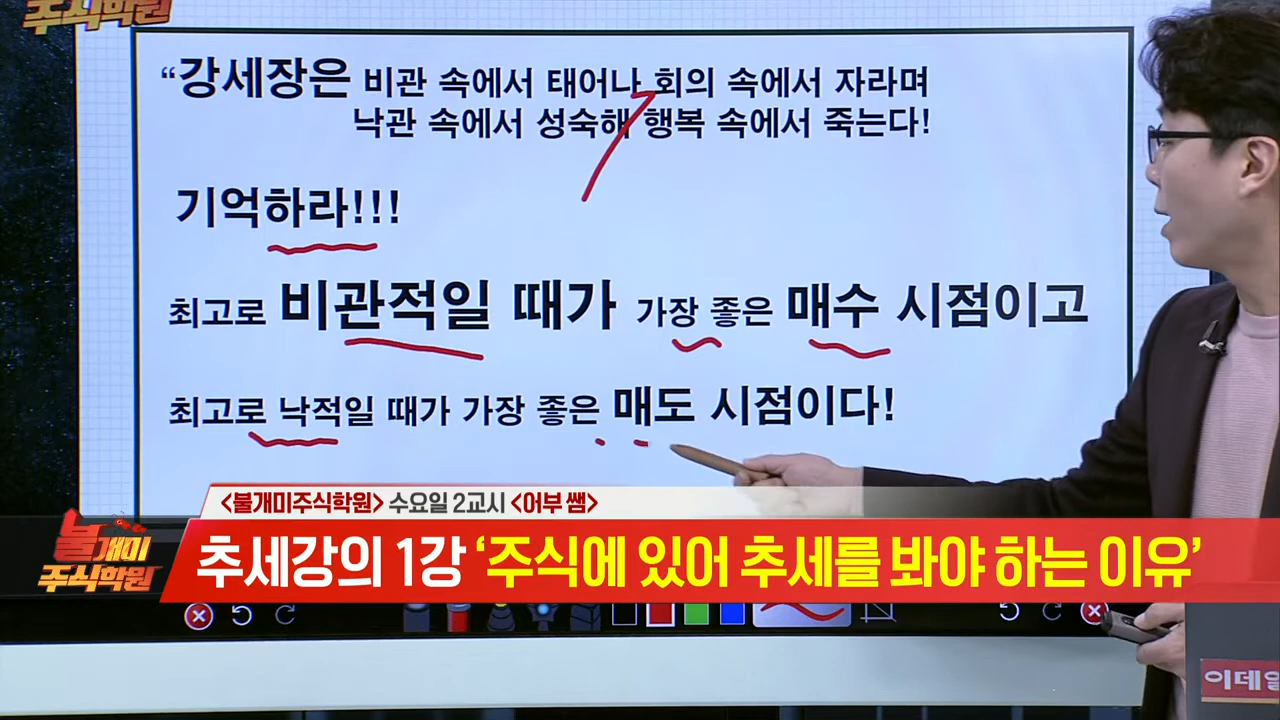 주식학원
“강세장은 비관 속에서 태어나 회의 속에서 자라며
낙관 속에서 성숙해 행복 속에서 죽는다!
기억하라!!!
최고로 비관적일 때가 가장 좋은 매수 시점이고
최고로 낙적일 때가 가장 좋은 매도 시점이다!
<불개미주식학원> 수요일 2교시 <어부 쌤>
불개미
주식학원
추세강의 1강 ‘주식에 있어 추세를 봐야 하는 이유’
이데일